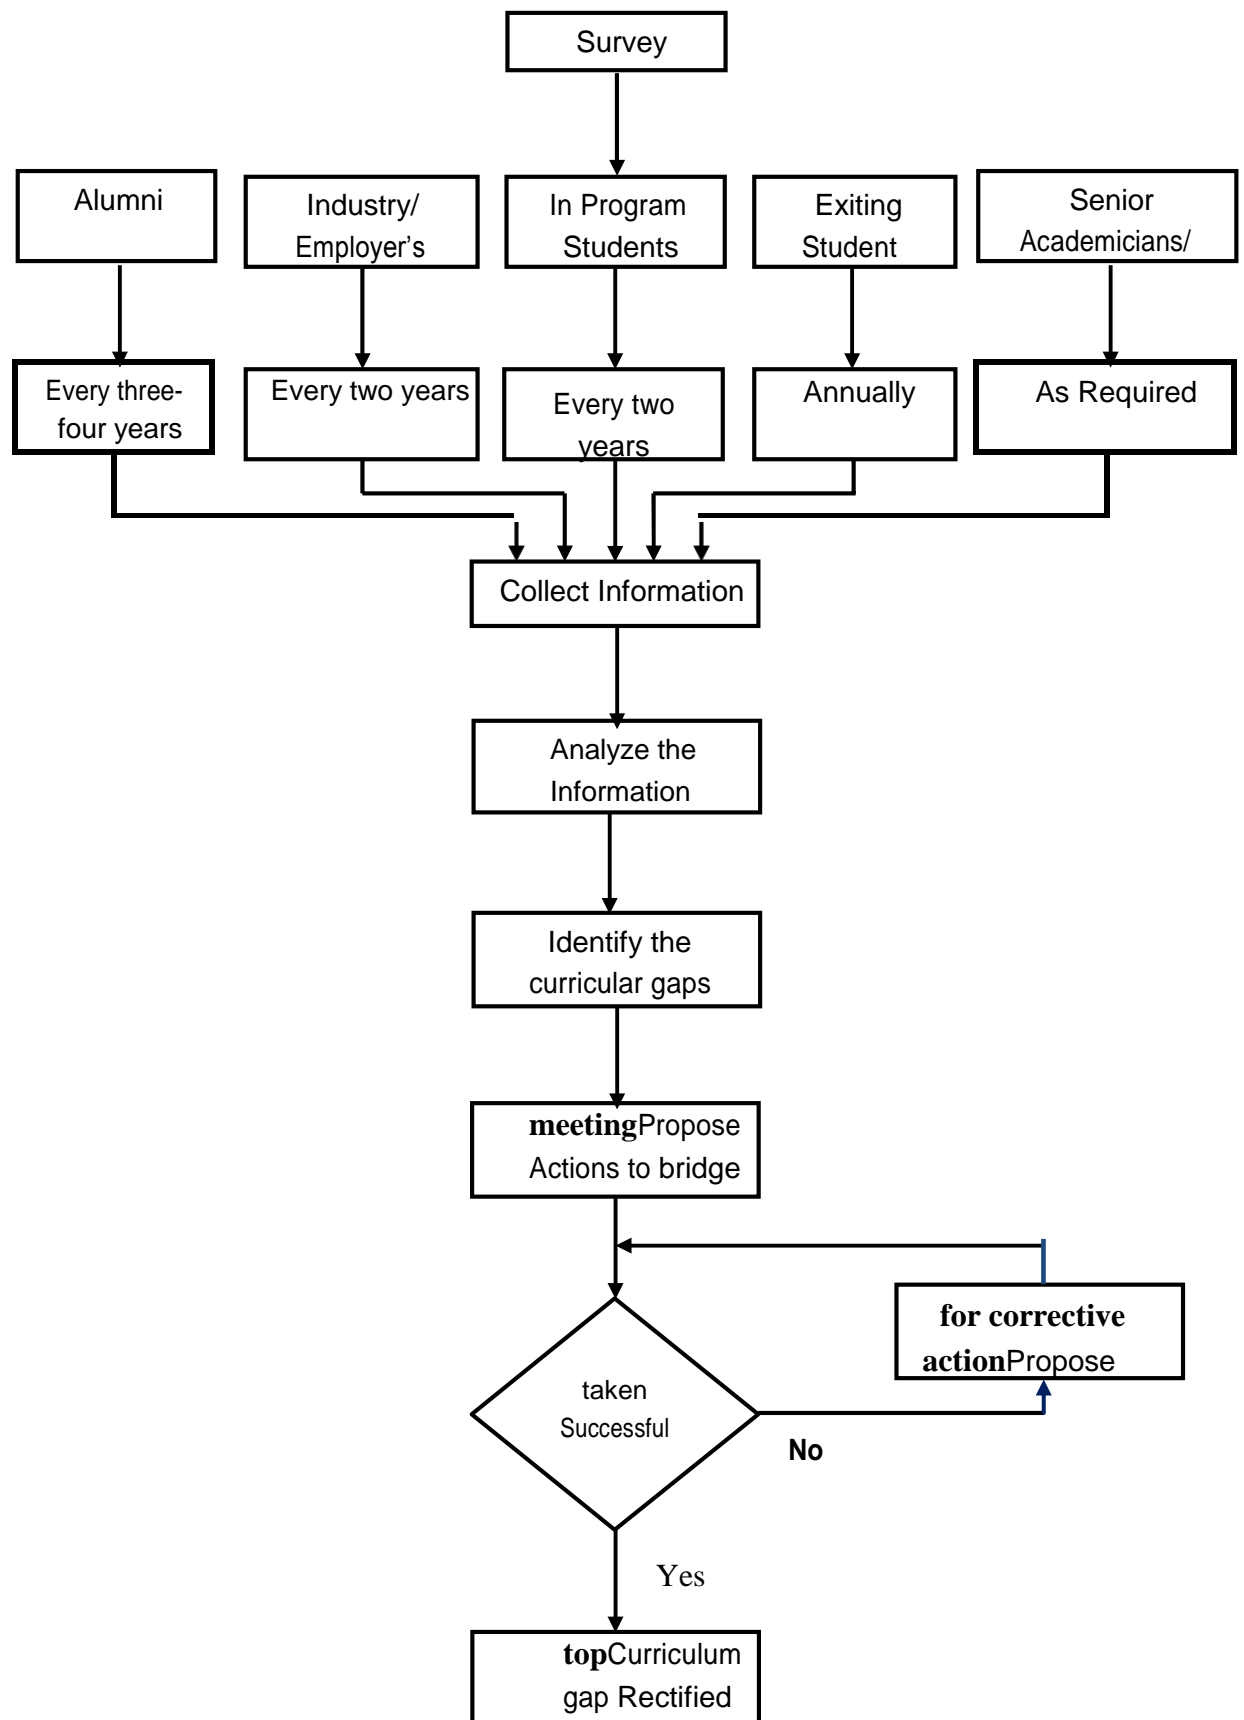 Survey
Alumni
Industry/
Employer’s
In Program
Students
Exiting
Student
Senior
Academicians/
Every three-
four years
Every two years
Every two
years
Annually
As Required
Collect Information
Analyze the
Information
Identify the
curricular gaps
meetingPropose
Actions to bridge
for corrective
actionPropose
taken
Successful
No
Yes
topCurriculum
gap Rectified